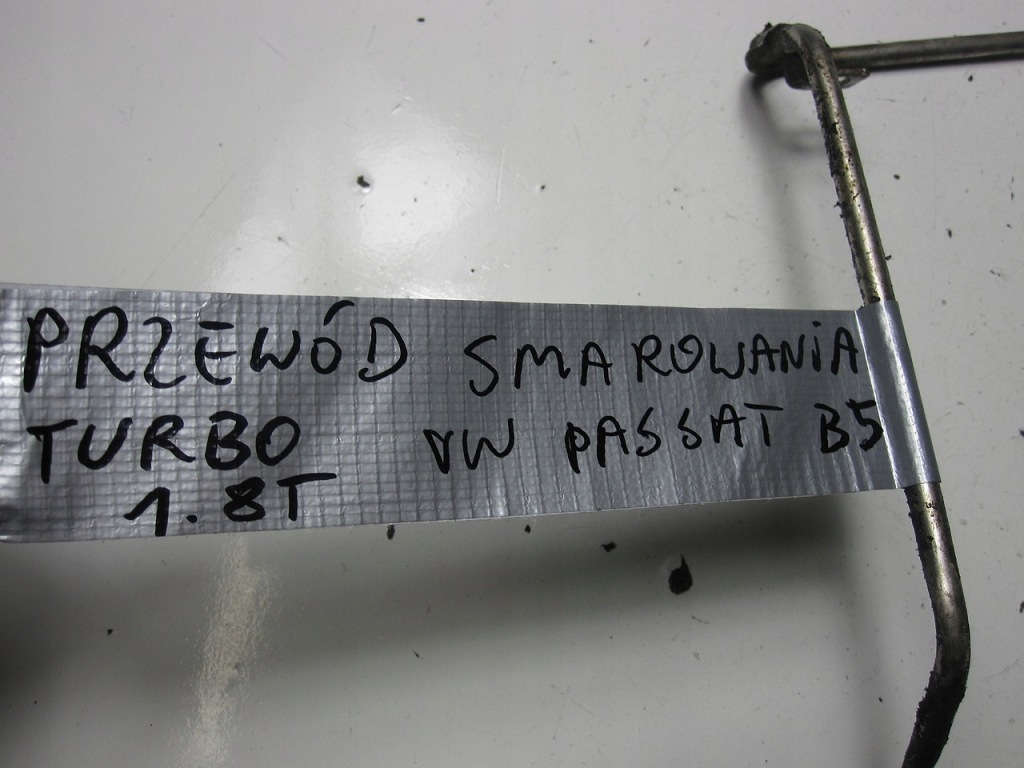 PRZEWÓD SMAROWANiA
TURBO VW PASSAT B5
1.8T